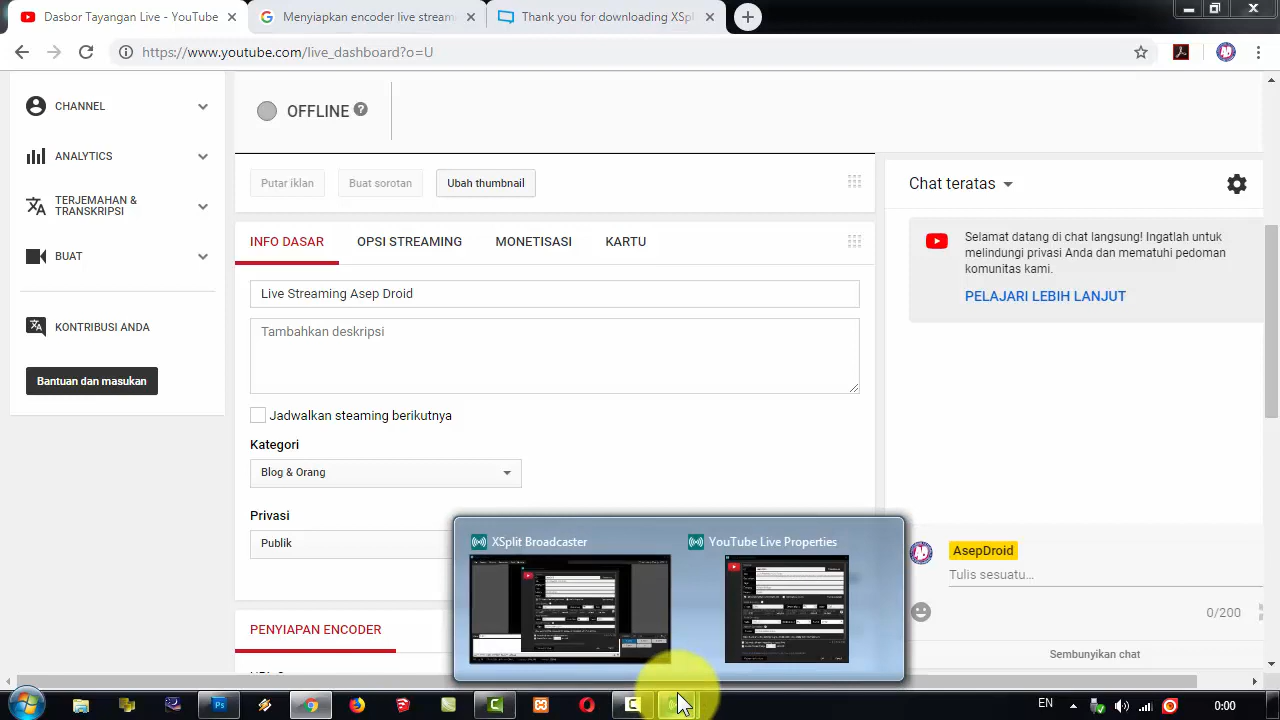 Dasbor Tayangan Live - YouTube
Menyiapkan encoder live stream
Thank you for downloading XSpl
https://www.youtube.com/live_dashboard?o=U
CHANNEL
ANALYTICS
TERJEMAHAN &
TRANSKRIPSI
BUAT
KONTRIBUSI ANDA
Bantuan dan masukan
OFFLINE
Putar iklan
Buat sorotan
Ubah thumbnail
INFO DASAR
OPSI STREAMING
MONETISASI
KARTU
Live Streaming Asep Droid
Tambahkan deskripsi
Jadwalkan steaming berikutnya
Kategori
Blog & Orang
Privasi
Publik
PENYIAPAN ENCODER
Chat teratas
Selamat datang di chat langsung! Ingatlah untuk
melindungi privasi Anda dan mematuhi pedoman
komunitas kami.
PELAJARI LEBIH LANJUT
AsepDroid
Tulis sesuatu...
0/200
Sembunyikan chat
XSplit Broadcaster
YouTube Live Properties
EN
0:00